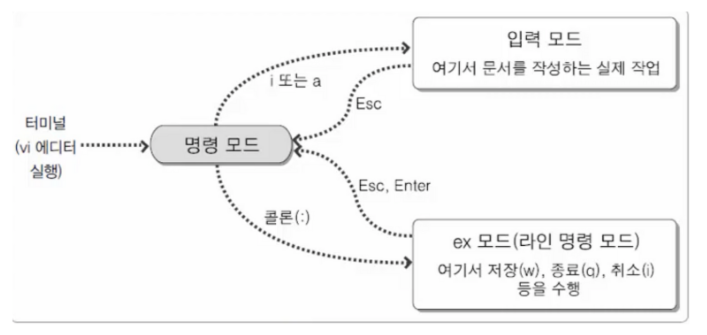 입력 모드
여기서 문서를 작성하는 실제 작업
i 또는 a
Esc
터미널
(vi 에디터
실행)
명령 모드
Esc, Enter
콜론(:)
ex 모드(라인 명령 모드)
여기서 저장(w), 종료(q), 취소(i)
등을 수행